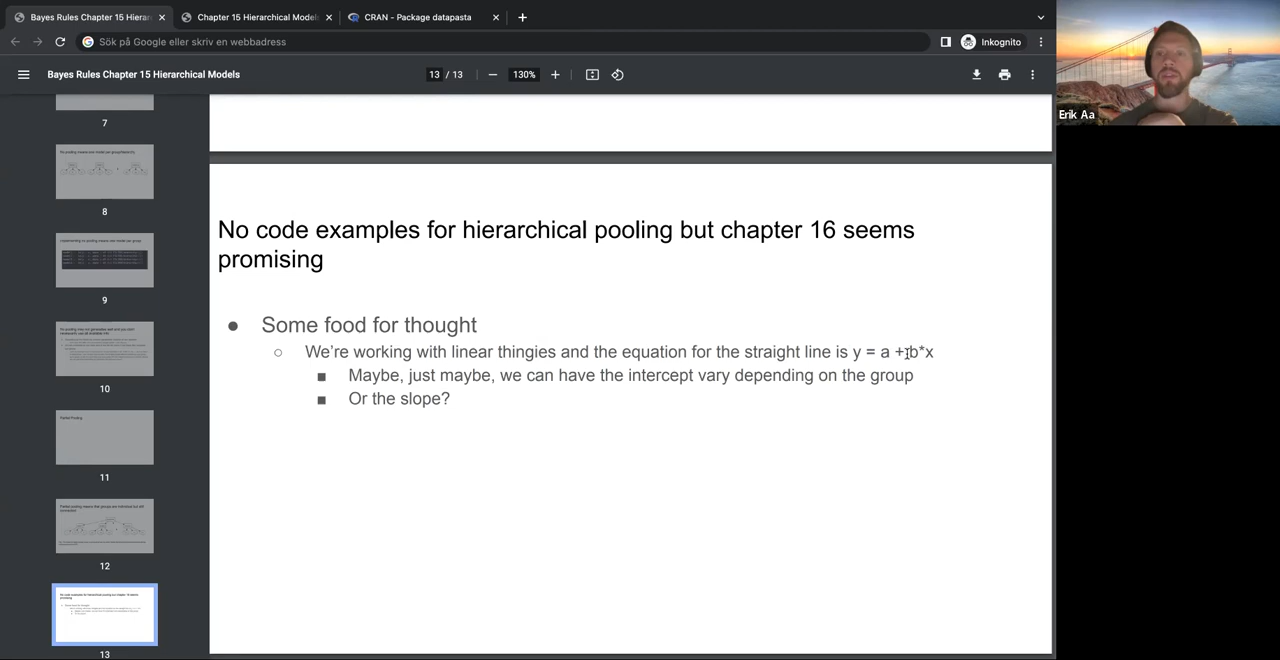 Bayes Rules Chapter 15 Hierar
Chapter 15 Hierarchical Models
CRAN - Package datapasta
Sök på Google eller skriv en webbadress
Inkognito
Bayes Rules Chapter 15 Hierarchical Models
13 / 13
130%
Erik Aa
7
8
9
10
Partial Pooling
11
12
13
No code examples for hierarchical pooling but chapter 16 seems
promising
● Some food for thought
○ We're working with linear thingies and the equation for the straight line is y = a + b*x
■ Maybe, just maybe, we can have the intercept vary depending on the group
■ Or the slope?